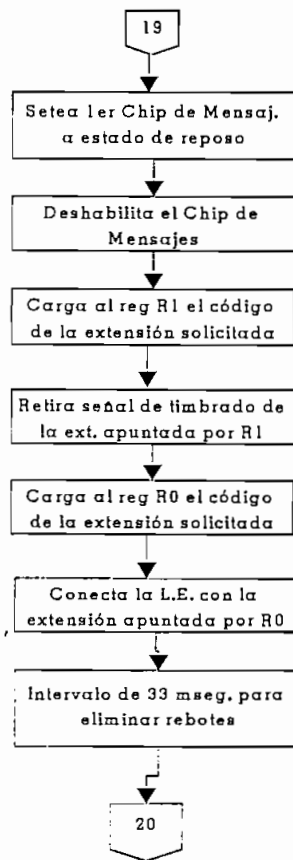 19
Setea 1er Chip de Mensaj.
a estado de reposo
Deshabilita el Chip de
Mensajes
Carga al reg R1 el código
de la extensión solicitada
Retira señal de timbrado de
la ext. apuntada por R1
Carga al reg R0 el código
de la extensión solicitada
Conecta la L.E. con la
extensión apuntada por R0
Intervalo de 33 mseg. para
eliminar rebotes
20